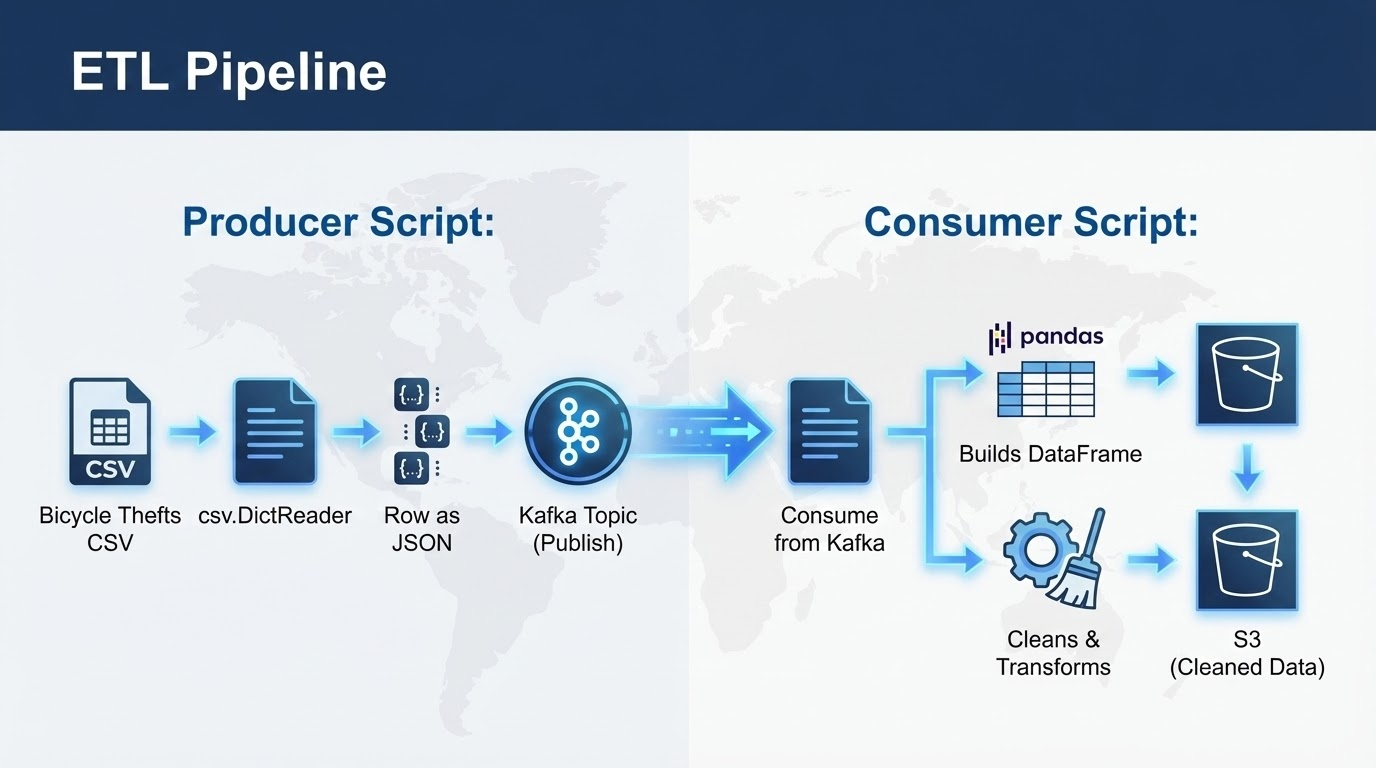 ETL Pipeline
Producer Script:
CSV
Bicycle Thefts
CSV
csv.DictReader
{...}
{...}
{...}
Row as
JSON
Kafka Topic
(Publish)
Consumer Script:
Consume
from Kafka
pandas
Builds DataFrame
Cleans &
Transforms
S3
(Cleaned Data)